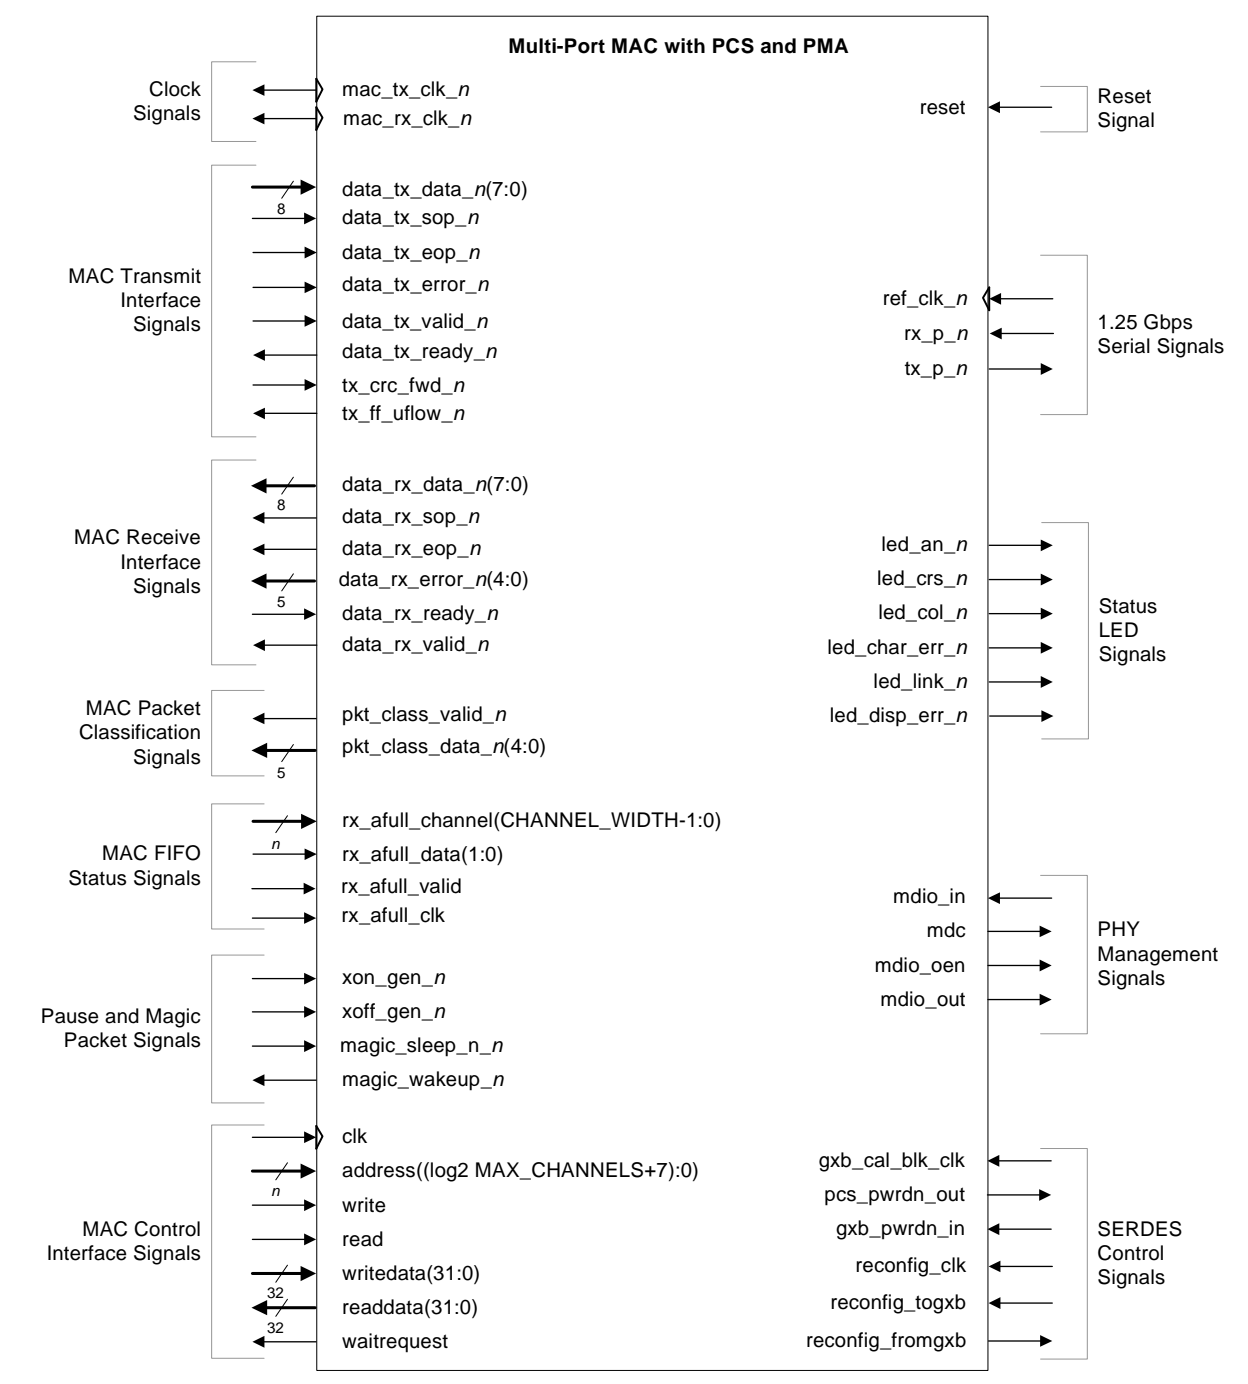 Multi-Port MAC with PCS and PMA
Clock
Signals
mac_tx_clk_n
mac_rx_clk_n
reset
Reset
Signal
MAC Transmit
Interface
Signals
8
data_tx_data_n(7:0)
data_tx_sop_n
data_tx_eop_n
data_tx_error_n
data_tx_valid_n
data_tx_ready_n
tx_crc_fwd_n
tx_ff_uflow_n
ref_clk_n
rx_p_n
tx_p_n
1.25 Gbps
Serial Signals
MAC Receive
Interface
Signals
8
data_rx_data_n(7:0)
data_rx_sop_n
data_rx_eop_n
5
data_rx_error_n(4:0)
data_rx_ready_n
data_rx_valid_n
led_an_n
led_crs_n
led_col_n
led_char_err_n
led_link_n
led_disp_err_n
Status
LED
Signals
MAC Packet
Classification
Signals
pkt_class_valid_n
5
pkt_class_data_n(4:0)
MAC FIFO
Status Signals
n
rx_afull_channel(CHANNEL_WIDTH-1:0)
rx_afull_data(1:0)
rx_afull_valid
rx_afull_clk
mdio_in
mdc
mdio_oen
mdio_out
PHY
Management
Signals
Pause and Magic
Packet Signals
xon_gen_n
xoff_gen_n
magic_sleep_n_n
magic_wakeup_n
MAC Control
Interface Signals
clk
n
address((log2 MAX_CHANNELS+7):0)
write
read
32
writedata(31:0)
32
readdata(31:0)
waitrequest
gxb_cal_blk_clk
pcs_pwrdn_out
gxb_pwrdn_in
reconfig_clk
reconfig_togxb
reconfig_fromgxb
SERDES
Control
Signals